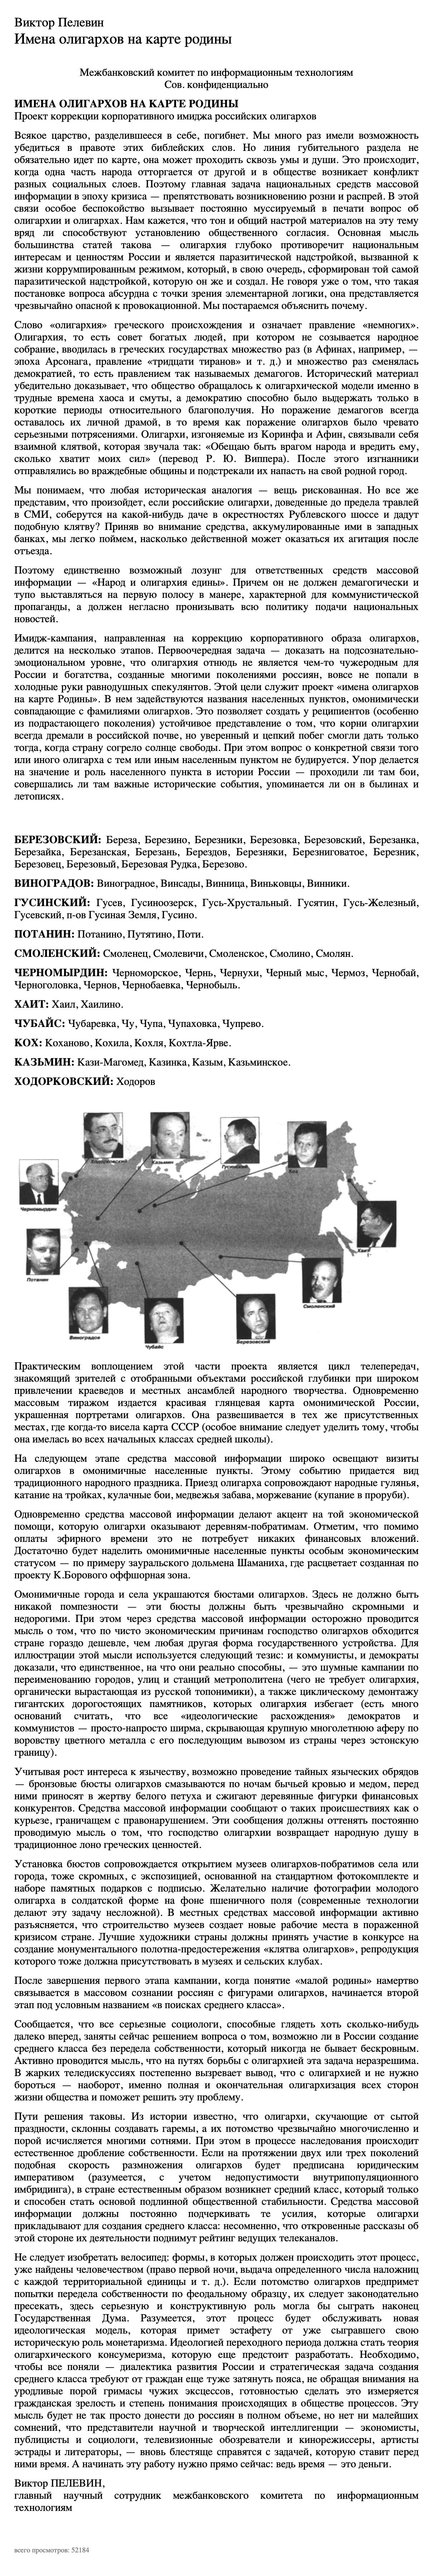 Виктор Пелевин
Имена олигархов на карте родины
Межбанковский комитет по информационным технологиям
Сов. конфиденциально
ИМЕНА ОЛИГАРХОВ НА КАРТЕ РОДИНЫ
Проект коррекции корпоративного имиджа российских олигархов
Всякое царство, разделившееся в себе, погибнет. Мы много раз имели возможность
убедиться в правоте этих библейских слов. Но линия губительного раздела не
обязательно идет по карте, она может проходить сквозь умы и души. Это происходит,
когда одна часть народа отторгается от другой и в обществе возникает конфликт
разных социальных слоев. Поэтому главная задача национальных средств массовой
информации в эпоху кризиса — препятствовать возникновению розни и распрей. В этой
связи особое беспокойство вызывает постоянно муссируемый в печати вопрос об
олигархии и олигархах. Нам кажется, что тон и общий настрой материалов на эту тему
вряд ли способствуют установлению общественного согласия. Основная мысль
большинства статей такова — олигархия глубоко противоречит национальным
интересам и ценностям России и является паразитической надстройкой, вызванной к
жизни коррумпированным режимом, который, в свою очередь, сформирован той самой
паразитической надстройкой, которую он же и создал. Не говоря уже о том, что такая
постановка вопроса абсурдна с точки зрения элементарной логики, она представляется
чрезвычайно опасной к провокационной. Мы постараемся объяснить почему.
Слово «олигархия» греческого происхождения и означает правление «немногих».
Олигархия, то есть совет богатых людей, при котором не созывается народное
собрание, вводилась в греческих государствах множество раз (в Афинах, например, —
эпоха Арсонага, правление «тридцати тиранов» и т. д.) и множество раз сменялась
демократией, то есть правлением так называемых демагогов. Исторический материал
убедительно доказывает, что общество обращалось к олигархической модели именно в
трудные времена хаоса и смуты, а демократию способно было выдержать только в
короткие периоды относительного благополучия. Но поражение демагогов всегда
оставалось их личной драмой, в то время как поражение олигархий было чревато
серьезными потрясениями. Олигархи, изгоняемые из Коринфа и Афин, связывали себя
взаимной клятвой, которая звучала так: «Обещаю быть врагом народа и вредить ему,
сколько хватит моих сил» (перевод Р. Ю. Виппера). После этого изгнанники
отправлялись во враждебные общины и подстрекали их напасть на свой родной город.
Мы понимаем, что любая историческая аналогия — вещь рискованная. Но все же
представим, что произойдет, если российские олигархи, доведенные до предела травлей
в СМИ, соберутся на какой-нибудь даче в окрестностях Рублевского шоссе и дадут
подобную клятву? Приняв во внимание средства, аккумулированные ими в западных
банках, мы легко поймем, насколько действенной может оказаться их агитация после
отъезда.
Поэтому единственно возможный лозунг для ответственных средств массовой
информации — «Народ и олигархия едины». Причем он не должен демагогически и
тупо выставляться на первую полосу в манере, характерной для коммунистической
пропаганды, а должен негласно пронизывать всю политику подачи национальных
новостей.
Имидж-кампания, направленная на коррекцию корпоративного образа олигархов,
делится на несколько этапов. Первоочередная задача — доказать на подсознательно-
эмоциональном уровне, что олигархия отнюдь не является чем-то чужеродным для
России и богатства, созданные многими поколениями россиян, вовсе не попали в
холодные руки равнодушных спекулянтов. Этой цели служит проект «имена олигархов
на карте Родины». В нем задействуются названия населенных пунктов, омонимически
совпадающие с фамилиями олигархов. Это позволяет создать у реципиентов (особенно
из подрастающего поколения) устойчивое представление о том, что корни олигархии
всегда дремали в российской почве, но уверенный и цепкий побег смогли дать только
тогда, когда страну согрело солнце свободы. При этом вопрос о конкретной связи того
или иного олигарха с тем или иным населенным пунктом не будируется. Упор делается
на значение и роль населенного пункта в истории России — проходили ли там бои,
совершались ли там важные исторические события, упоминается ли он в былинах и
летописях.
БЕРЕЗОВСКИЙ: Береза, Березино, Березники, Березовка, Березовский, Березанка,
Березайка, Березанская, Березань, Берездов, Березняки, Березниговатое, Березник,
Березовец, Березовый, Березовая Рудка, Березово.
ВИНОГРАДОВ: Виноградное, Винсады, Винница, Виньковцы, Винники.
ГУСИНСКИЙ: Гусев, Гусиноозерск, Гусь-Хрустальный. Гусятин, Гусь-Железный,
Гусевский, п-ов Гусиная Земля, Гусино.
ПОТАНИН: Потанино, Путятино, Поти.
СМОЛЕНСКИЙ: Смоленец, Смолевичи, Смоленское, Смолино, Смолян.
ЧЕРНОМЫРДИН: Черноморское, Чернь, Чернухи, Черный мыс, Чермоз, Чернобай,
Черноголовка, Чернов, Чернобаевка, Чернобыль.
ХАИТ: Хаил, Хаилино.
ЧУБАЙС: Чубаревка, Чу, Чупа, Чупаховка, Чупрево.
КОХ: Коханово, Кохила, Кохля, Кохтла-Ярве.
КАЗЬМИН: Кази-Магомед, Казинка, Казым, Казьминское.
ХОДОРКОВСКИЙ: Ходоров
Казьмин
Гусинский
Кох
Черномырдин
Хаит
Потанин
Смоленский
Виноградов
Чубайс
Березовский
Практическим воплощением этой части проекта является цикл телепередач,
знакомящий зрителей с отобранными объектами российской глубинки при широком
привлечении краеведов и местных ансамблей народного творчества. Одновременно
массовым тиражом издается красивая глянцевая карта омонимической России,
украшенная портретами олигархов. Она развешивается в тех же присутственных
местах, где когда-то висела карта СССР (особое внимание следует уделить тому, чтобы
она имелась во всех начальных классах средней школы).
На следующем этапе средства массовой информации широко освещают визиты
олигархов в омонимичные населенные пункты. Этому событию придается вид
традиционного народного праздника. Приезд олигарха сопровождают народные гулянья,
катание на тройках, кулачные бои, медвежья забава, моржевание (купание в проруби).
Одновременно средства массовой информации делают акцент на той экономической
помощи, которую олигархи оказывают деревням-побратимам. Отметим, что помимо
оплаты эфирного времени это не потребует никаких финансовых вложений.
Достаточно будет наделить омонимичные населенные пункты особым экономическим
статусом — по примеру зауральского дольмена Шаманиха, где расцветает созданная по
проекту К.Борового оффшорная зона.
Омонимичные города и села украшаются бюстами олигархов. Здесь не должно быть
никакой помпезности — эти бюсты должны быть чрезвычайно скромными и
недорогими. При этом через средства массовой информации осторожно проводится
мысль о том, что по чисто экономическим причинам господство олигархов обходится
стране гораздо дешевле, чем любая другая форма государственного устройства. Для
иллюстрации этой мысли используется следующий тезис: и коммунисты, и демократы
доказали, что единственное, на что они реально способны, — это шумные кампании по
переименованию городов, улиц и станций метрополитена (чего не требует олигархия,
органически вырастающая из русской топонимики), а также циклическому демонтажу
гигантских дорогостоящих памятников, которых олигархия избегает (есть много
оснований считать, что все «идеологические расхождения» демократов и
коммунистов — просто-напросто ширма, скрывающая крупную многолетнюю аферу по
воровству цветного металла с его последующим вывозом из страны через эстонскую
границу).
Учитывая рост интереса к язычеству, возможно проведение тайных языческих обрядов
— бронзовые бюсты олигархов смазываются по ночам бычьей кровью и медом, перед
ними приносят в жертву белого петуха и сжигают деревянные фигурки финансовых
конкурентов. Средства массовой информации сообщают о таких происшествиях как о
курьезе, граничащем с правонарушением. Эти сообщения должны оттенять постоянно
проводимую мысль о том, что господство олигархии возвращает народную душу в
традиционное лоно греческих ценностей.
Установка бюстов сопровождается открытием музеев олигархов-побратимов села или
города, тоже скромных, с экспозицией, основанной на стандартном фотокомплекте и
наборе памятных подарков с подписью. Желательно наличие фотографии молодого
олигарха в солдатской форме на фоне пшеничного поля (современные технологии
делают эту задачу несложной). В местных средствах массовой информации активно
разъясняется, что строительство музеев создает новые рабочие места в пораженной
кризисом стране. Лучшие художники страны должны принять участие в конкурсе на
создание монументального полотна-предостережения «клятва олигархов», репродукция
которого тоже должна присутствовать в музеях и сельских клубах.
После завершения первого этапа кампании, когда понятие «малой родины» намертво
связывается в массовом сознании россиян с фигурами олигархов, начинается второй
этап под условным названием «в поисках среднего класса».
Сообщается, что все серьезные социологи, способные глядеть хоть сколько-нибудь
далеко вперед, заняты сейчас решением вопроса о том, возможно ли в России создание
среднего класса без передела собственности, который никогда не бывает бескровным.
Активно проводится мысль, что на путях борьбы с олигархией эта задача неразрешима.
В жарких теледискуссиях постепенно вызревает вывод, что с олигархией и не нужно
бороться — наоборот, именно полная и окончательная олигархизация всех сторон
жизни общества и поможет решить эту проблему.
Пути решения таковы. Из истории известно, что олигархи, скучающие от сытой
праздности, склонны создавать гаремы, а их потомство чрезвычайно многочисленно и
порой исчисляется многими сотнями. При этом в процессе наследования происходит
естественное дробление собственности. Если на протяжении двух или трех поколений
подобная скорость размножения олигархов будет предписана юридическим
императивом (разумеется, с учетом недопустимости внутрипопуляционного
имбридинга), в стране естественным образом возникнет средний класс, который только
и способен стать основой подлинной общественной стабильности. Средства массовой
информации должны постоянно подчеркивать те усилия, которые олигархи
прикладывают для создания среднего класса: несомненно, что откровенные рассказы об
этой стороне их деятельности поднимут рейтинг ведущих телеканалов.
Не следует изобретать велосипед: формы, в которых должен происходить этот процесс,
уже найдены человечеством (право первой ночи, выдача определенного числа наложниц
с каждой территориальной единицы и т. д.). Если потомство олигархов предпримет
попытки передела собственности по феодальному образцу, их следует законодательно
пресекать, здесь серьезную и конструктивную роль могла бы сыграть наконец
Государственная Дума. Разумеется, этот процесс будет обслуживать новая
идеологическая модель, которая примет эстафету от уже сыгравшего свою
историческую роль монетаризма. Идеологией переходного периода должна стать теория
олигархического консумеризма, которую еще предстоит разработать. Необходимо,
чтобы все поняли — диалектика развития России и стратегическая задача создания
среднего класса требуют от граждан еще туже затянуть пояса, не обращая внимания на
уродливые порой гримасы чужих эксцессов, готовностью сделать это измеряется
гражданская зрелость и степень понимания происходящих в обществе процессов. Эту
мысль будет не так просто донести до россиян в полном объеме, но нет ни малейших
сомнений, что представители научной и творческой интеллигенции — экономисты,
публицисты и социологи, телевизионные обозреватели и кинорежиссеры, артисты
эстрады и литераторы, — вновь блестяще справятся с задачей, которую ставит перед
ними время. А начинать эту работу нужно прямо сейчас: ведь время — это деньги.
Виктор ПЕЛЕВИН,
главный научный сотрудник межбанковского комитета по информационным
технологиям
всего просмотров: 52184